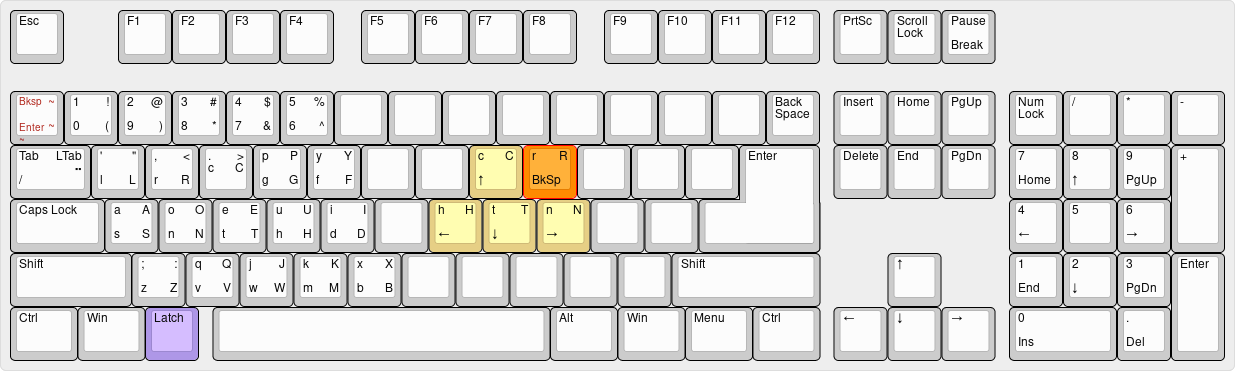 Esc F1 F2 F3 F4 F5 F6 F7 F8 F9 F10 F11 F12 PrtSc Scroll Pause
Lock
Break
Bksp ~ 1 ! 2 @ 3 # 4 $ 5 % Back Insert Home PgUp Num / * -
Space Lock
Enter ~ 0 ( 9 ) 8 * 7 & 6 ^
~
Tab LTab ' " , < . > p P y Y c C r R Enter Delete End PgDn 7 8 9 +
¨ c C
/ l L r R g G f F ↑ BkSp Home ↑ PgUp
Caps Lock a A o O e E u U i I h H t T n N 4 5 6
s S n N t T h H d D ← ↓ → ← →
Shift ; : q Q j J k K x X Shift ↑ 1 2 3 Enter
z Z v V w W m M b B End ↓ PgDn
Ctrl Win Latch Alt Win Menu Ctrl ← ↓ → 0 .
Ins Del